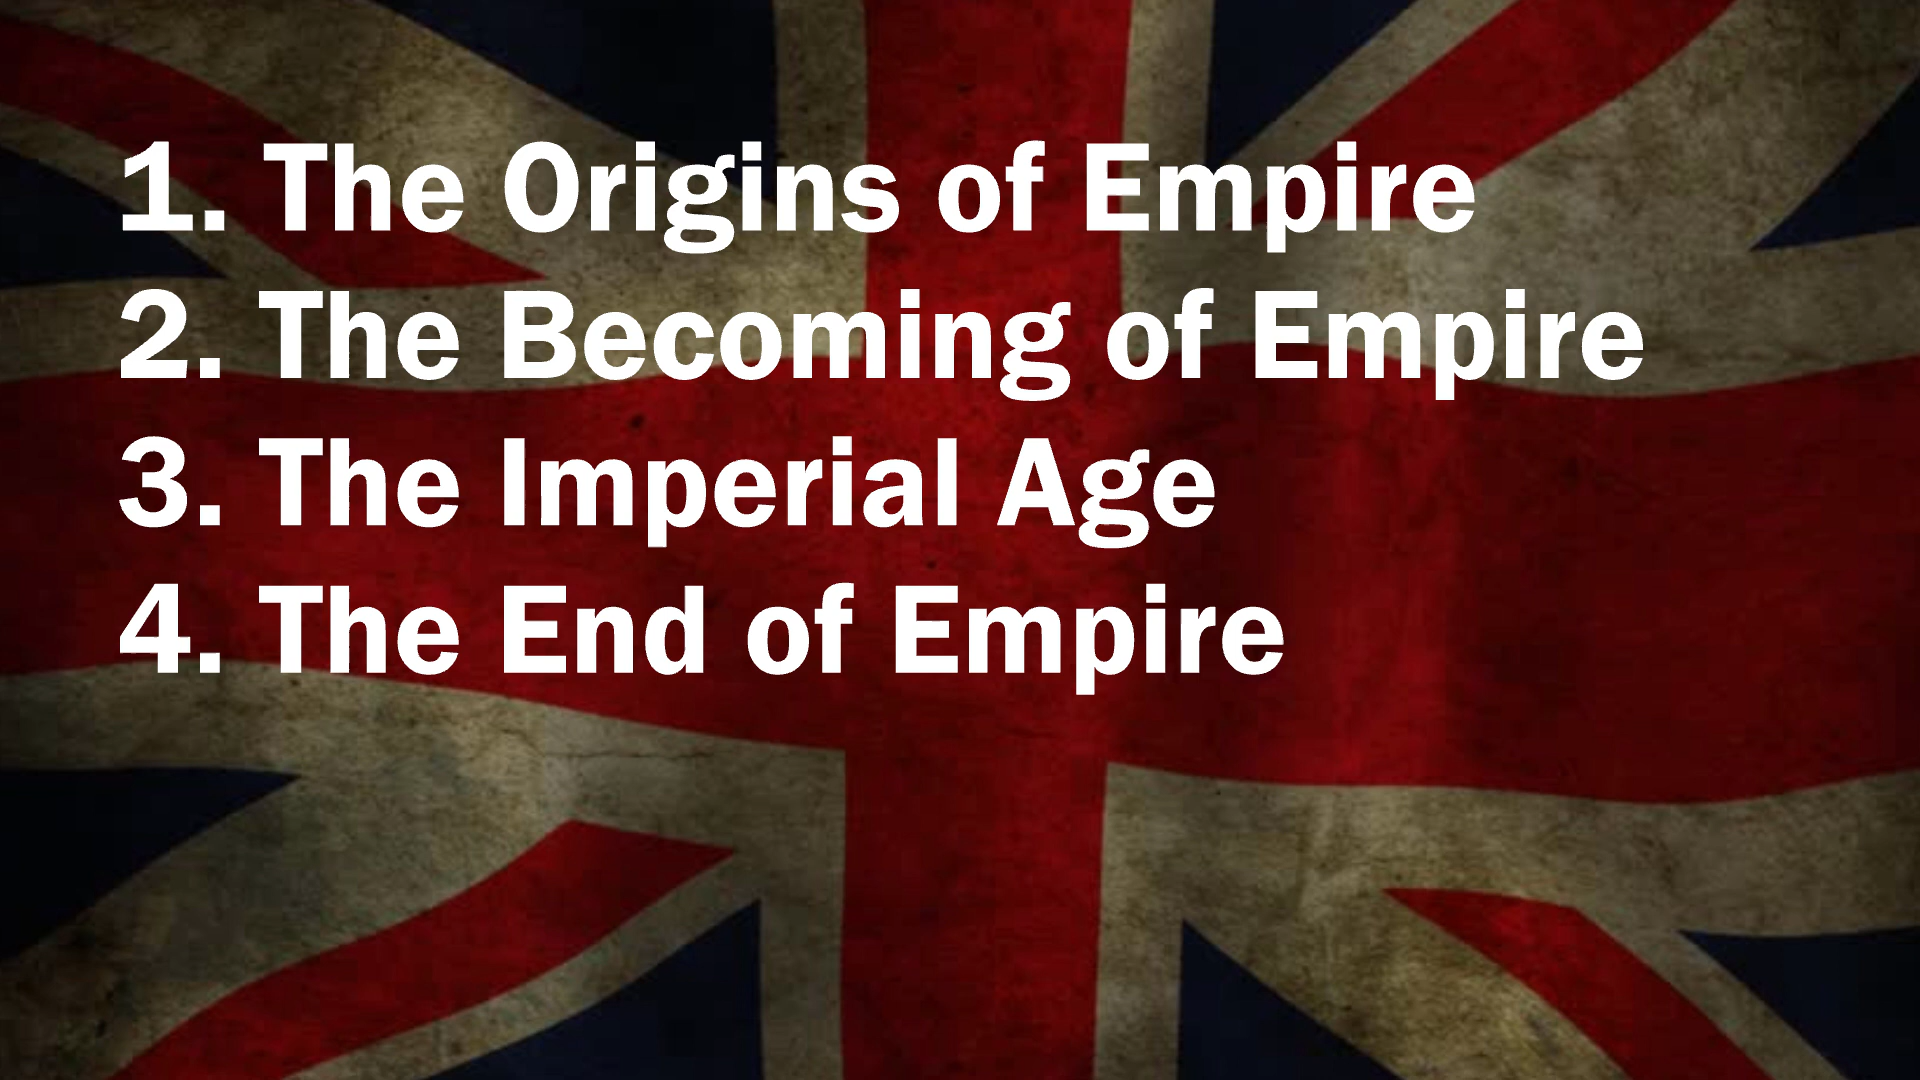 1. The Origins of Empire
2. The Becoming of Empire
3. The Imperial Age
4. The End of Empire